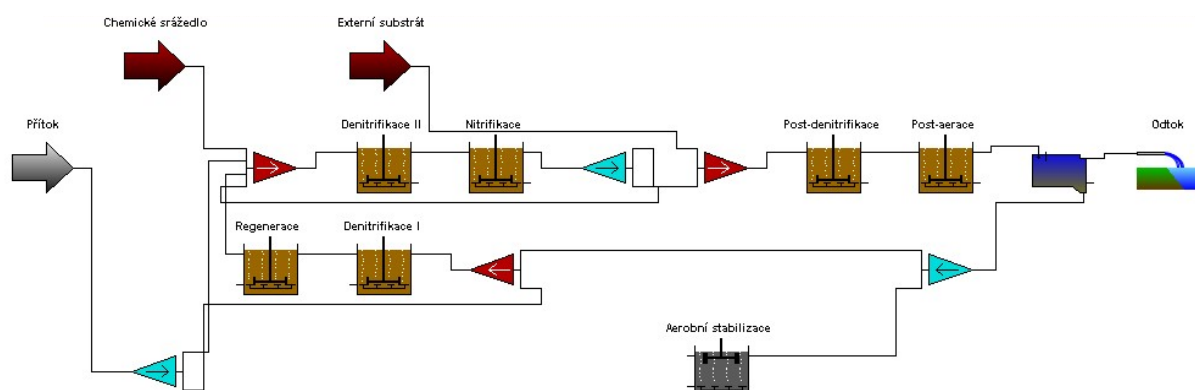 Chemické srážedlo
Externí substrát
Přítok
Denitrifikace II
Nitrifikace
Post-denitrifikace
Post-aerace
Odtok
Regenerace
Denitrifikace I
Aerobní stabilizace